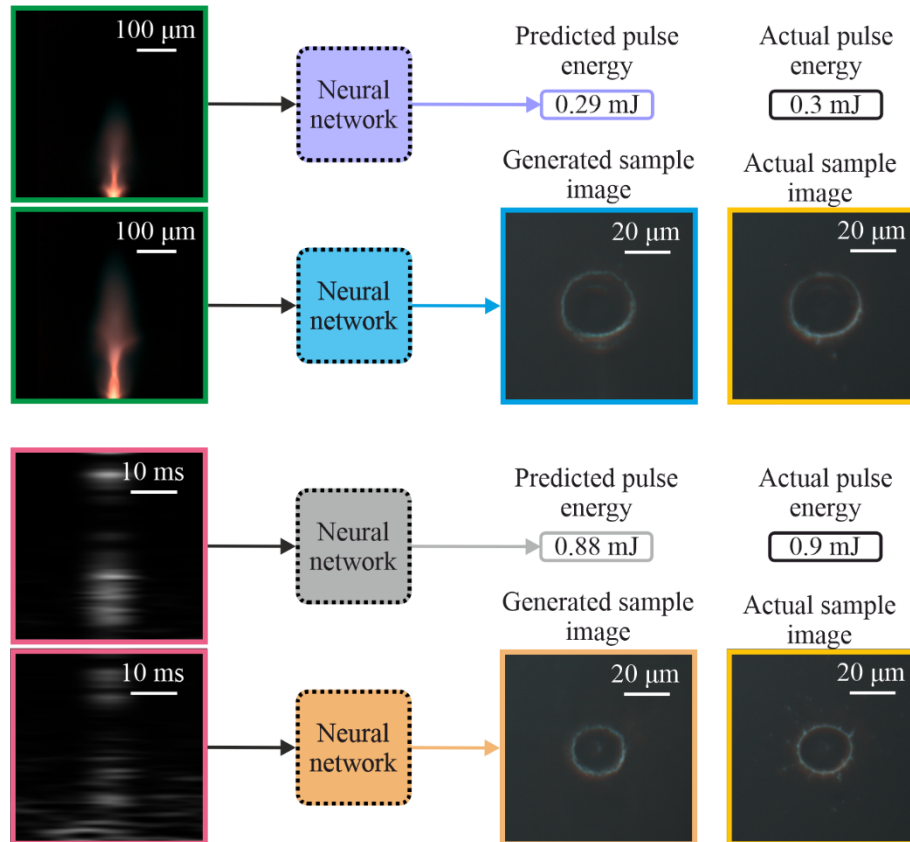 100 μm
Neural
network
Predicted pulse
energy
0.29 mJ
Actual pulse
energy
0.3 mJ
100 μm
Neural
network
Generated sample
image
20 μm
Actual sample
image
20 μm
10 ms
Neural
network
Predicted pulse
energy
0.88 mJ
Actual pulse
energy
0.9 mJ
10 ms
Neural
network
Generated sample
image
20 μm
Actual sample
image
20 μm